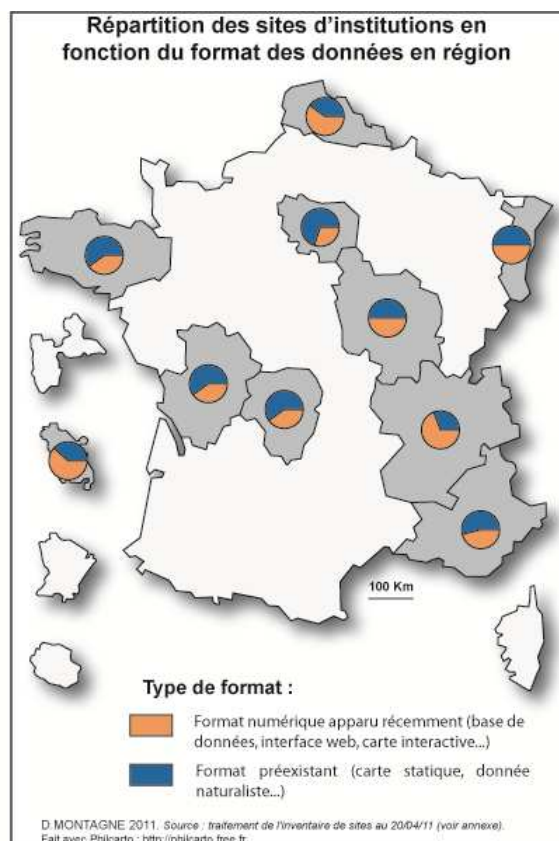 Répartition des sites d'institutions en
fonction du format des données en région
100 Km
Type de format :
Format numérique apparu récemment (base de
données, interface web, carte interactive...)
Format préexistant (carte statique, donnée
naturaliste...)
D.MONTAGNE 2011. Source : traitement de l'inventaire de sites au 20/04/11 (voir annexe).
Fait avec Philcarto : http://philcarto.free.fr